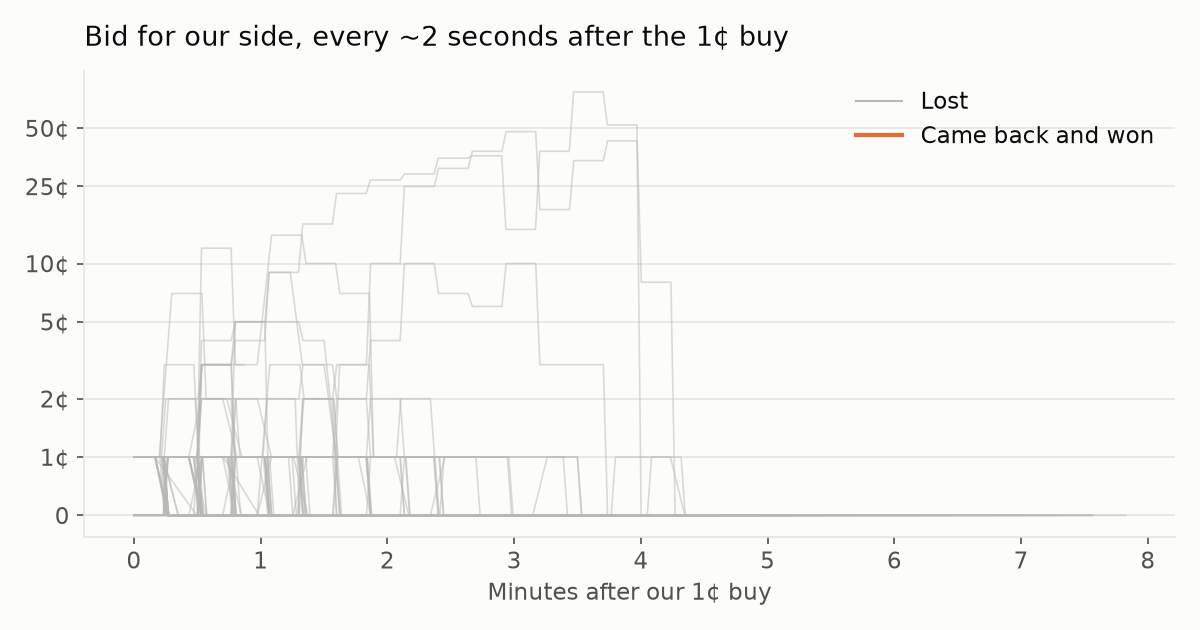 Bid for our side, every ~2 seconds after the 1¢ buy
Lost
Came back and won
50¢
25¢
10¢
5¢
2¢
1¢
0
0 1 2 3 4 5 6 7 8
Minutes after our 1¢ buy